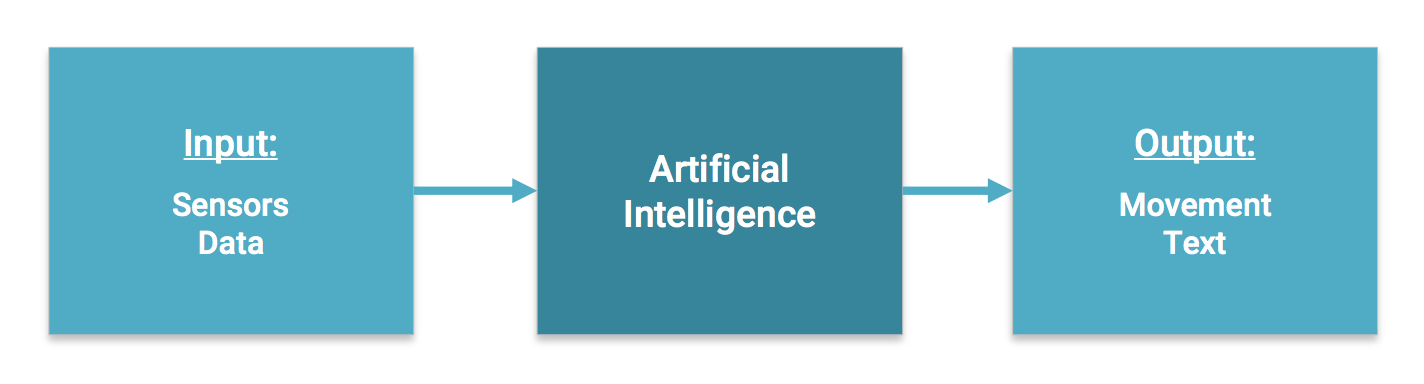 Input:
Sensors
Data
Artificial
Intelligence
Output:
Movement
Text